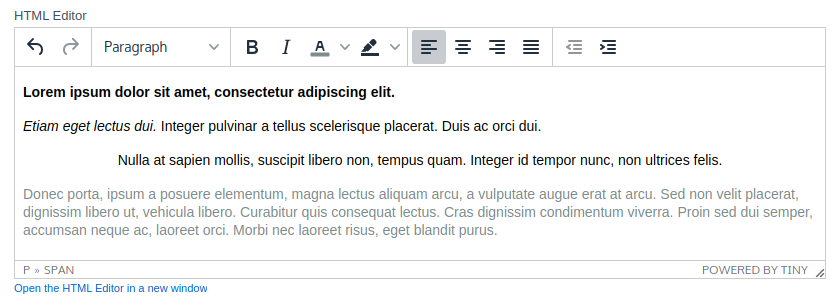 HTML Editor
Paragraph B I A
Lorem ipsum dolor sit amet, consectetur adipiscing elit.
Etiam eget lectus dui. Integer pulvinar a tellus scelerisque placerat. Duis ac orci dui.
Nulla at sapien mollis, suscipit libero non, tempus quam. Integer id tempor nunc, non ultrices felis.
Donec porta, ipsum a posuere elementum, magna lectus aliquam arcu, a vulputate augue erat at arcu. Sed non velit placerat,
dignissim libero ut, vehicula libero. Curabitur quis consequat lectus. Cras dignissim condimentum viverra. Proin sed dui semper,
accumsan neque ac, laoreet orci. Morbi nec laoreet risus, eget blandit purus.
P » SPAN POWERED BY TINY
Open the HTML Editor in a new window